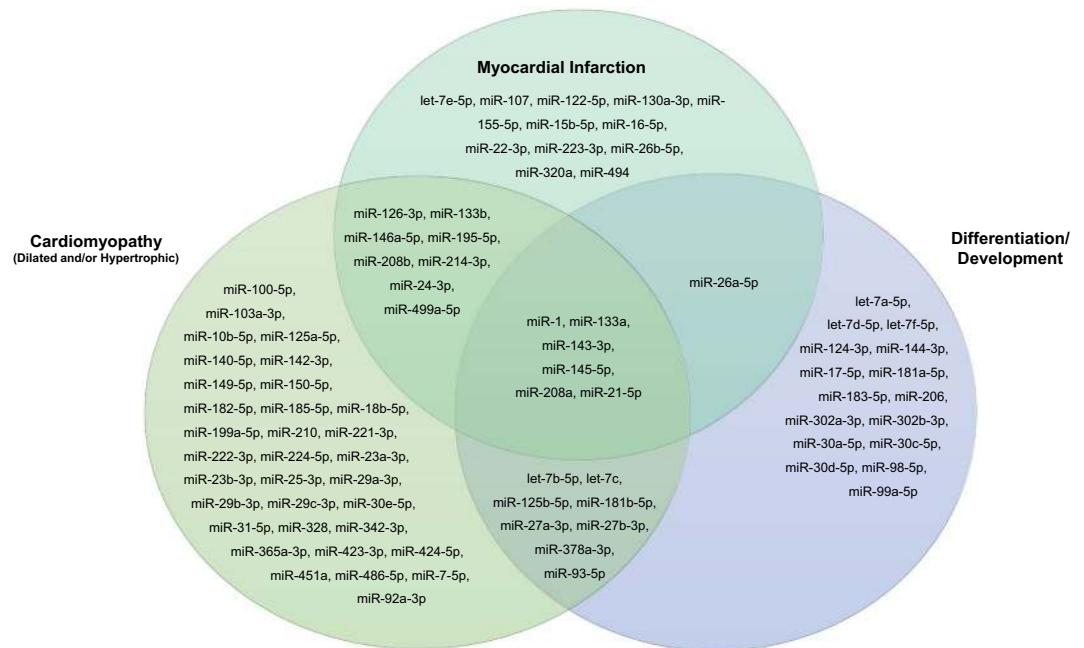 Myocardial Infarction
let-7e-5p, miR-107, miR-122-5p, miR-130a-3p, miR-
155-5p, miR-15b-5p, miR-16-5p,
miR-22-3p, miR-223-3p, miR-26b-5p,
miR-320a, miR-494
Cardiomyopathy
(Dilated and/or Hypertrophic)
miR-126-3p, miR-133b,
miR-146a-5p, miR-195-5p,
miR-208b, miR-214-3p,
miR-24-3p,
miR-499a-5p
Differentiation/
Development
miR-26a-5p
miR-100-5p,
miR-103a-3p,
miR-10b-5p, miR-125a-5p,
miR-140-5p, miR-142-3p,
miR-149-5p, miR-150-5p,
miR-182-5p, miR-185-5p, miR-18b-5p,
miR-199a-5p, miR-210, miR-221-3p,
miR-222-3p, miR-224-5p, miR-23a-3p,
miR-23b-3p, miR-25-3p, miR-29a-3p,
miR-29b-3p, miR-29c-3p, miR-30e-5p,
miR-31-5p, miR-328, miR-342-3p,
miR-365a-3p, miR-423-3p, miR-424-5p,
miR-451a, miR-486-5p, miR-7-5p,
miR-92a-3p
miR-1, miR-133a,
miR-143-3p,
miR-145-5p,
miR-208a, miR-21-5p
let-7a-5p,
let-7d-5p, let-7f-5p,
miR-124-3p, miR-144-3p,
miR-17-5p, miR-181a-5p,
miR-183-5p, miR-206,
miR-302a-3p, miR-302b-3p,
miR-30a-5p, miR-30c-5p,
miR-30d-5p, miR-98-5p,
miR-99a-5p
let-7b-5p, let-7c,
miR-125b-5p, miR-181b-5p,
miR-27a-3p, miR-27b-3p,
miR-378a-3p,
miR-93-5p